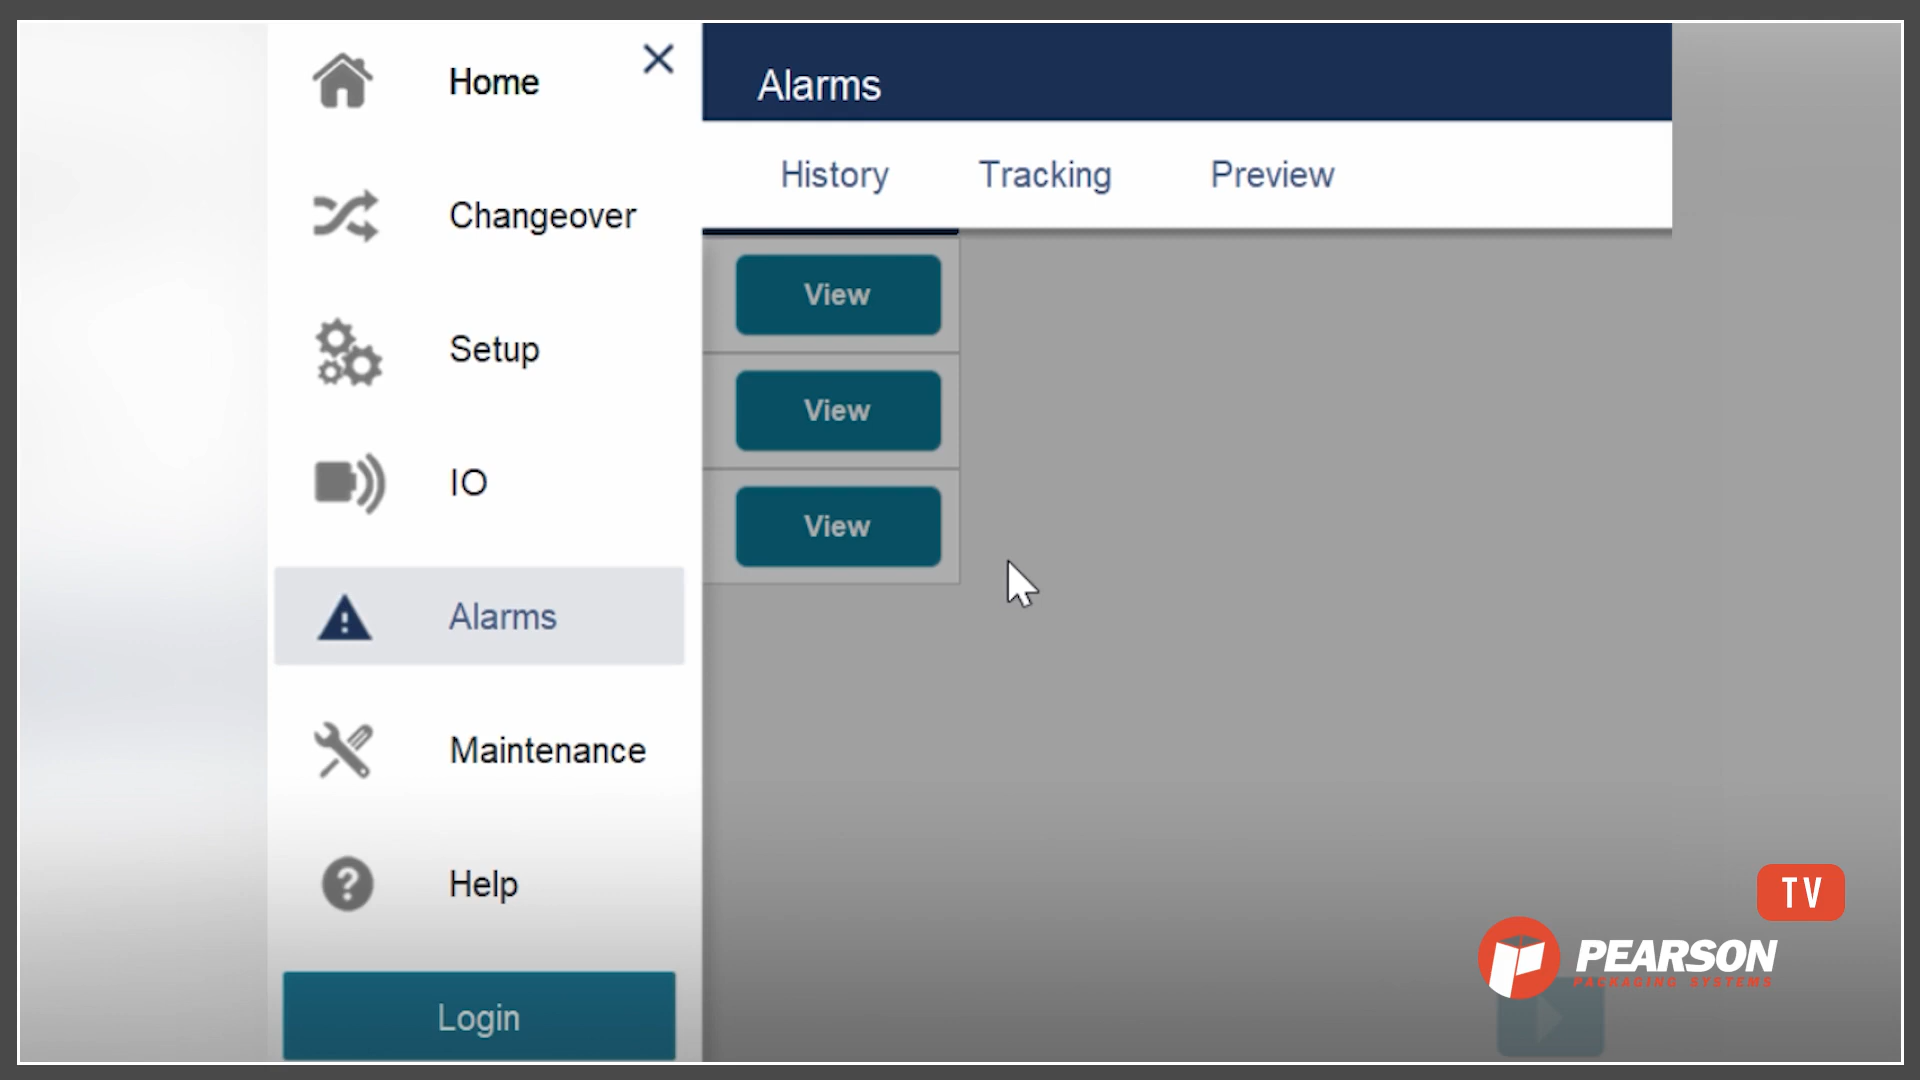 Home
Changeover
Setup
IO
Alarms
Maintenance
Help
Login
Alarms
History Tracking Preview
View
View
View
TV
PEARSON
PACKAGING SYSTEMS